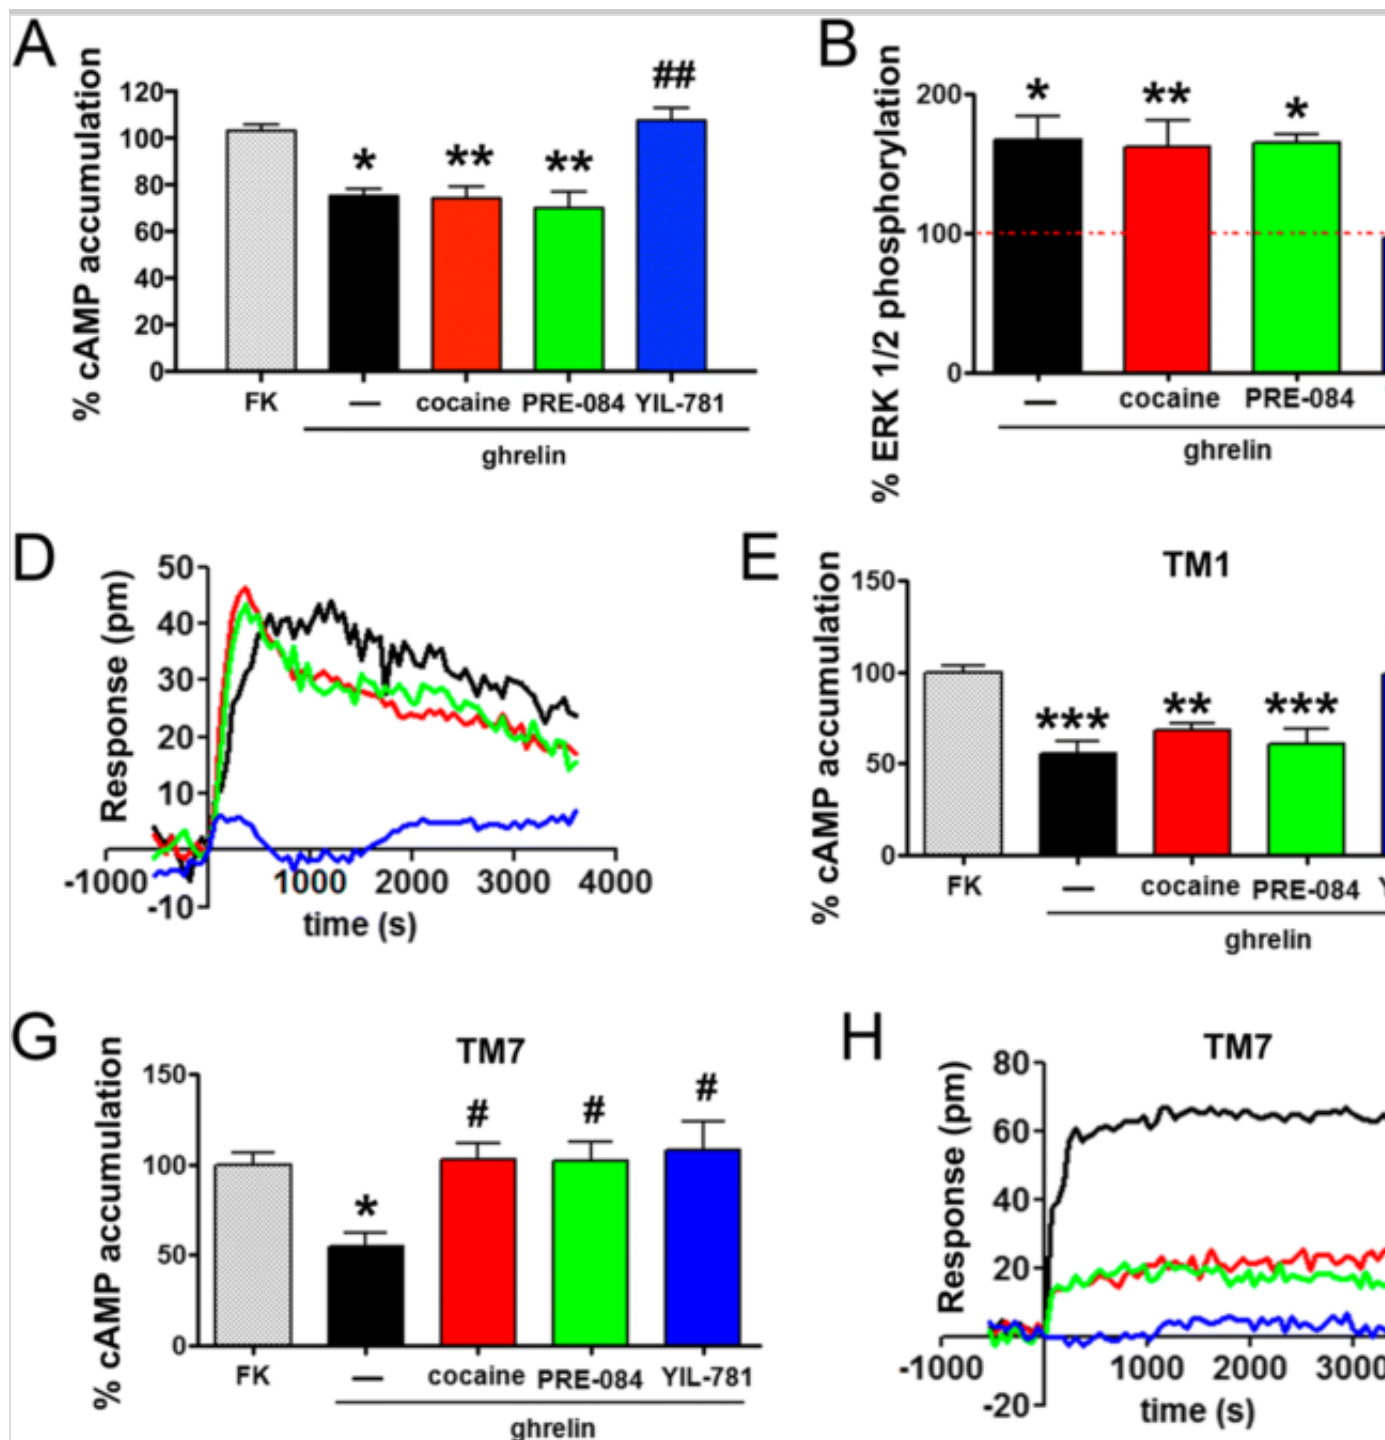 A
% cAMP accumulation
120
100
80
60
40
20
0
*
**
**
##
FK
—
cocaine
PRE-084
YIL-781
ghrelin
B
% ERK 1/2 phosphorylation
200
100
0
*
**
*
—
cocaine
PRE-084
ghrelin
D
Response (pm)
50
40
30
20
10
-10
-1000
1000
2000
3000
4000
time (s)
E
TM1
% cAMP accumulation
150
100
50
0
***
**
***
FK
—
cocaine
PRE-084
Y
ghrelin
G
TM7
% cAMP accumulation
150
100
50
0
*
#
#
#
FK
—
cocaine
PRE-084
YIL-781
ghrelin
H
TM7
Response (pm)
80
60
40
20
-20
-1000
1000
2000
3000
time (s)